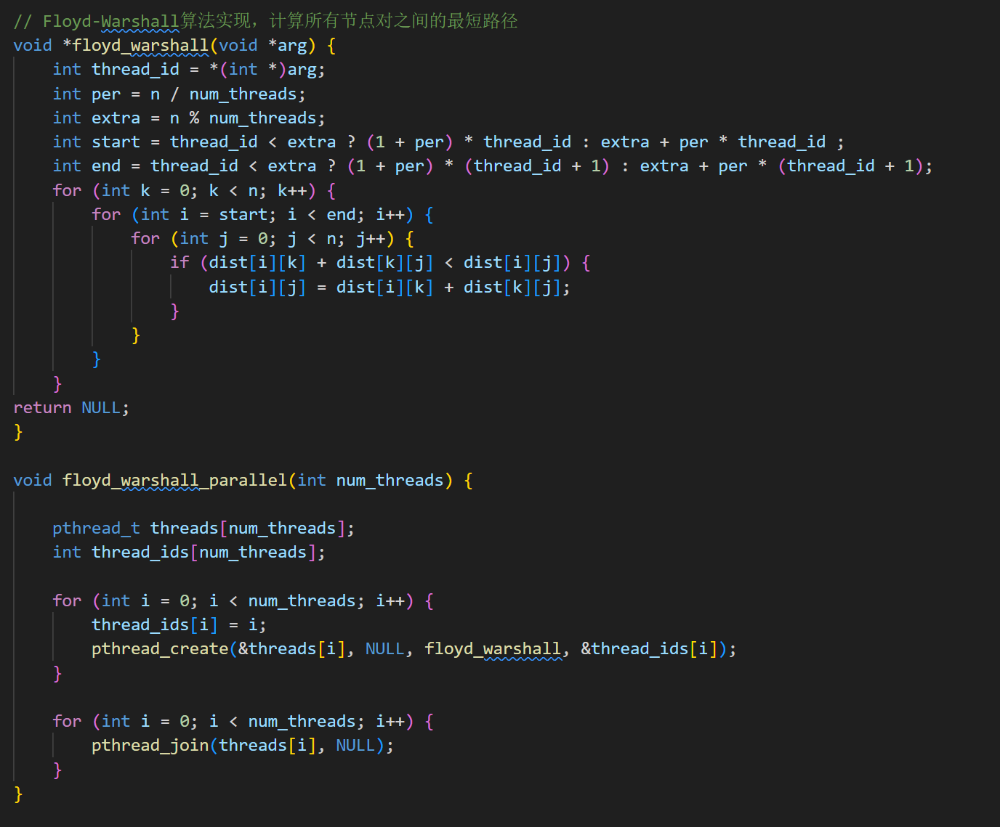 // Floyd-Warshall算法实现，计算所有节点对之间的最短路径
void *floyd_warshall(void *arg) {
    int thread_id = *(int *)arg;
    int per = n / num_threads;
    int extra = n % num_threads;
    int start = thread_id < extra ? (1 + per) * thread_id : extra + per * thread_id ;
    int end = thread_id < extra ? (1 + per) * (thread_id + 1) : extra + per * (thread_id + 1);
    for (int k = 0; k < n; k++) {
        for (int i = start; i < end; i++) {
            for (int j = 0; j < n; j++) {
                if (dist[i][k] + dist[k][j] < dist[i][j]) {
                    dist[i][j] = dist[i][k] + dist[k][j];
                }
            }
        }
    }
return NULL;
}

void floyd_warshall_parallel(int num_threads) {

    pthread_t threads[num_threads];
    int thread_ids[num_threads];

    for (int i = 0; i < num_threads; i++) {
        thread_ids[i] = i;
        pthread_create(&threads[i], NULL, floyd_warshall, &thread_ids[i]);
    }

    for (int i = 0; i < num_threads; i++) {
        pthread_join(threads[i], NULL);
    }
}